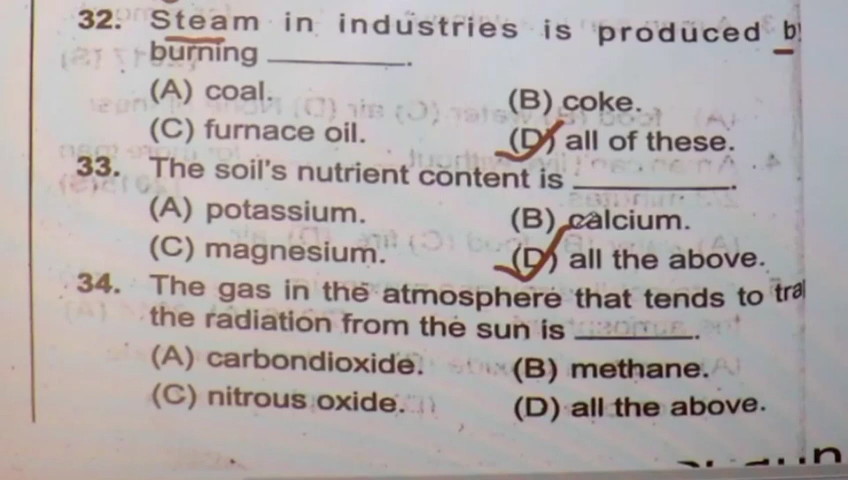 32. Steam in industries is produced b
burning ________.
(A) coal. (B) coke.
(C) furnace oil. (D) all of these.
33. The soil's nutrient content is ________.
(A) potassium. (B) calcium.
(C) magnesium. (D) all the above.
34. The gas in the atmosphere that tends to tra
the radiation from the sun is ________.
(A) carbondioxide. (B) methane.
(C) nitrous oxide. (D) all the above.